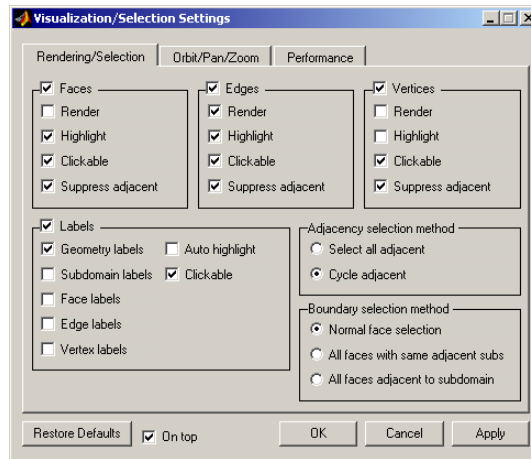 Visualization/Selection Settings
Rendering/Selection Orbit/Pan/Zoom Performance
Faces
Render
Highlight
Clickable
Suppress adjacent
Edges
Render
Highlight
Clickable
Suppress adjacent
Vertices
Render
Highlight
Clickable
Suppress adjacent
Labels
Geometry labels
Subdomain labels
Face labels
Edge labels
Vertex labels
Auto highlight
Clickable
Adjacency selection method
Select all adjacent
Cycle adjacent
Boundary selection method
Normal face selection
All faces with same adjacent subs
All faces adjacent to subdomain
Restore Defaults On top OK Cancel Apply